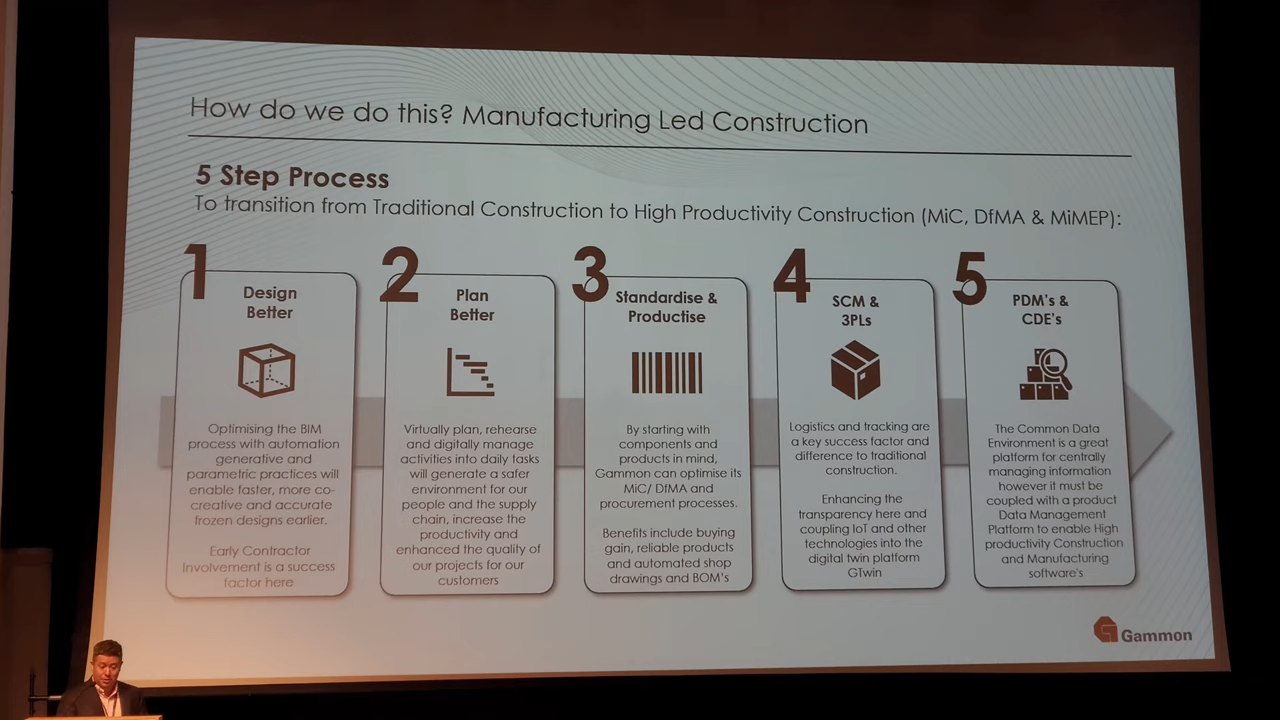 How do we do this? Manufacturing Led Construction
5 Step Process
To transition from Traditional Construction to High Productivity Construction (MiC, DfMA & MiMEP):
1
Design
Better
Optimising the BIM
process with automation
generative and
parametric practices will
enable faster, more co-
creative and accurate
frozen designs earlier.
Early Contractor
Involvement is a success
factor here
2
Plan
Better
Virtually plan, rehearse
and digitally manage
activities into daily tasks
will generate a safer
environment for our
people and the supply
chain, increase the
productivity and
enhanced the quality of
our projects for our
customers
3
Standardise &
Productise
By starting with
components and
products in mind,
Gammon can optimise its
MiC/ DfMA and
procurement processes.
Benefits include buying
gain, reliable products
and automated shop
drawings and BOM's
4
SCM &
3PLs
Logistics and tracking are
a key success factor and
difference to traditional
construction.
Enhancing the
transparency here and
coupling IoT and other
technologies into the
digital twin platform
GTwin
5
PDM's &
CDE's
The Common Data
Environment is a great
platform for centrally
managing information
however it must be
coupled with a product
Data Management
Platform to enable High
productivity Construction
and Manufacturing
software's
Gammon